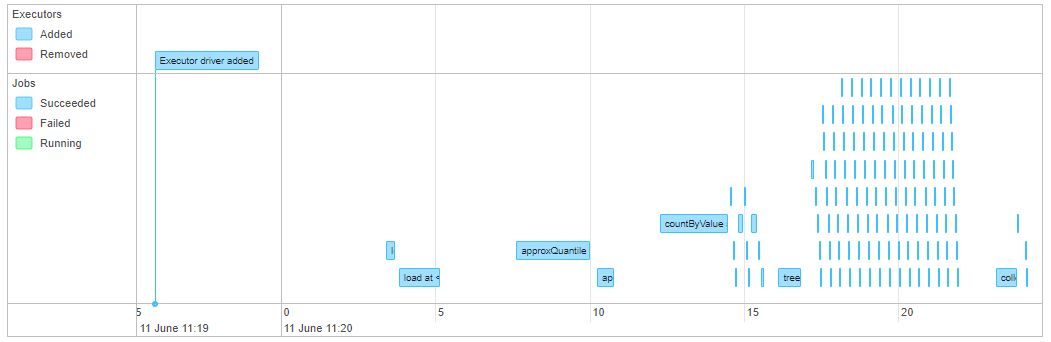 Executors
Added
Removed
Executor driver added
Jobs
Succeeded
Failed
Running
countByValue
approxQuantile
load at <
ap
tree
coll
5
0
5
10
15
20
11 June 11:19
11 June 11:20